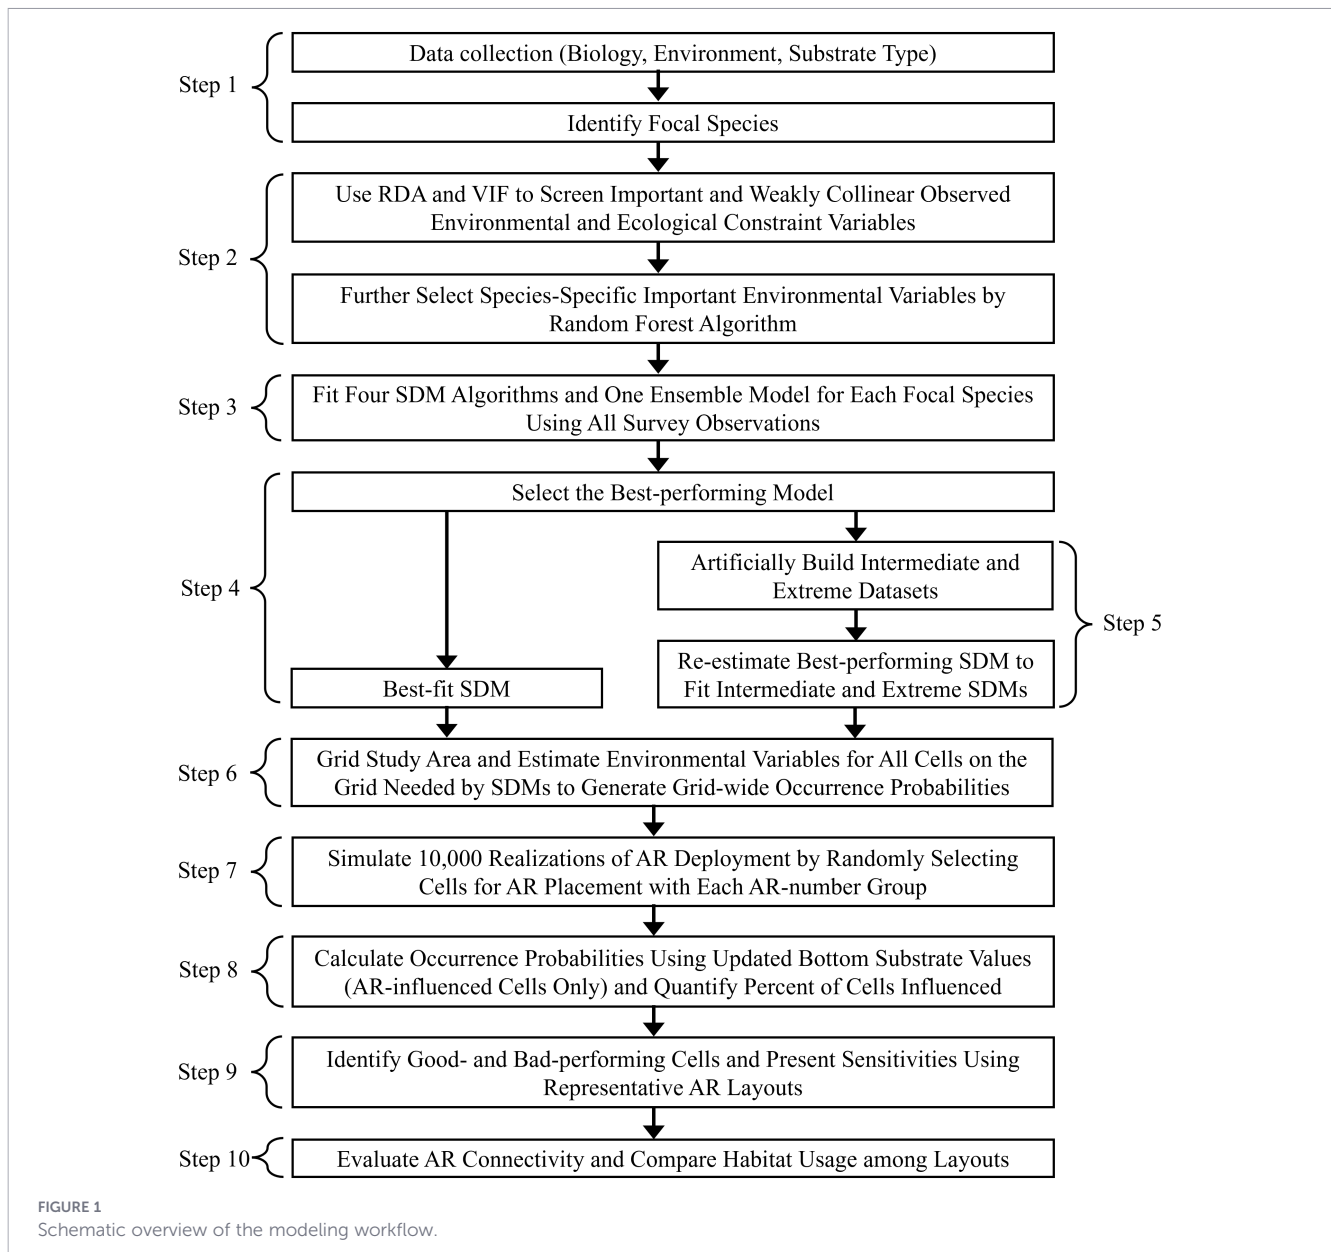 Step 1
Data collection (Biology, Environment, Substrate Type)
Identify Focal Species
Step 2
Use RDA and VIF to Screen Important and Weakly Collinear Observed
Environmental and Ecological Constraint Variables
Further Select Species-Specific Important Environmental Variables by
Random Forest Algorithm
Step 3
Fit Four SDM Algorithms and One Ensemble Model for Each Focal Species
Using All Survey Observations
Step 4
Select the Best-performing Model
Best-fit SDM
Artificially Build Intermediate and
Extreme Datasets
Re-estimate Best-performing SDM to
Fit Intermediate and Extreme SDMs
Step 5
Step 6
Grid Study Area and Estimate Environmental Variables for All Cells on the
Grid Needed by SDMs to Generate Grid-wide Occurrence Probabilities
Step 7
Simulate 10,000 Realizations of AR Deployment by Randomly Selecting
Cells for AR Placement with Each AR-number Group
Step 8
Calculate Occurrence Probabilities Using Updated Bottom Substrate Values
(AR-influenced Cells Only) and Quantify Percent of Cells Influenced
Step 9
Identify Good- and Bad-performing Cells and Present Sensitivities Using
Representative AR Layouts
Step 10
Evaluate AR Connectivity and Compare Habitat Usage among Layouts
FIGURE 1
Schematic overview of the modeling workflow.